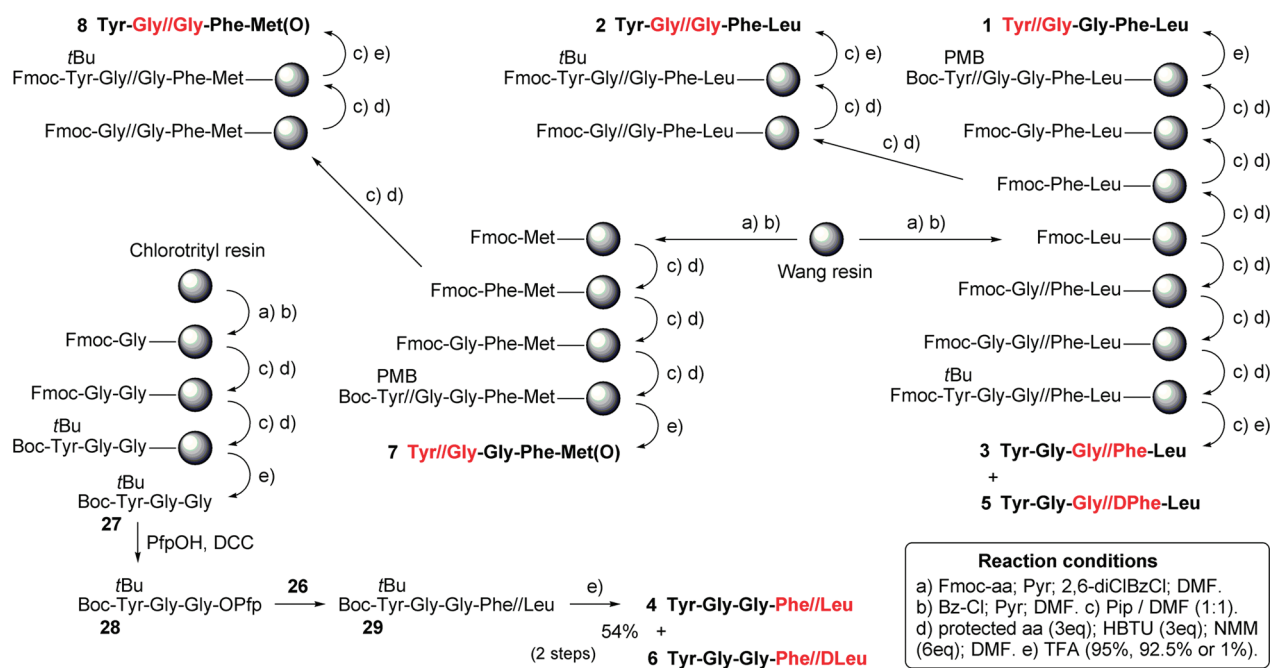 8 Tyr-Gly//Gly-Phe-Met(O)
c) e)
tBu
Fmoc-Tyr-Gly//Gly-Phe-Met
c) d)
Fmoc-Gly//Gly-Phe-Met
c) d)
2 Tyr-Gly//Gly-Phe-Leu
c) e)
tBu
Fmoc-Tyr-Gly//Gly-Phe-Leu
c) d)
Fmoc-Gly//Gly-Phe-Leu
c) d)
1 Tyr//Gly-Gly-Phe-Leu
e)
PMB
Boc-Tyr//Gly-Gly-Phe-Leu
c) d)
Fmoc-Gly-Phe-Leu
c) d)
Fmoc-Phe-Leu
c) d)
Fmoc-Leu
c) d)
Fmoc-Gly//Phe-Leu
c) d)
Fmoc-Gly-Gly//Phe-Leu
c) d)
tBu
Fmoc-Tyr-Gly-Gly//Phe-Leu
c) e)
3 Tyr-Gly-Gly//Phe-Leu
+
5 Tyr-Gly-Gly//DPhe-Leu
a) b)
Wang resin
a) b)
Fmoc-Met
c) d)
Fmoc-Phe-Met
c) d)
Fmoc-Gly-Phe-Met
c) d)
PMB
Boc-Tyr//Gly-Gly-Phe-Met
e)
7 Tyr//Gly-Gly-Phe-Met(O)
Chlorotrityl resin
a) b)
Fmoc-Gly
c) d)
Fmoc-Gly-Gly
c) d)
tBu
Boc-Tyr-Gly-Gly
e)
tBu
Boc-Tyr-Gly-Gly
27
PfpOH, DCC
tBu
Boc-Tyr-Gly-Gly-OPfp
28
26
tBu
Boc-Tyr-Gly-Gly-Phe//Leu
29
e)
54%
(2 steps)
4 Tyr-Gly-Gly-Phe//Leu
+
6 Tyr-Gly-Gly-Phe//DLeu
Reaction conditions
a) Fmoc-aa; Pyr; 2,6-diClBzCl; DMF.
b) Bz-Cl; Pyr; DMF. c) Pip / DMF (1:1).
d) protected aa (3eq); HBTU (3eq); NMM
(6eq); DMF. e) TFA (95%, 92.5% or 1%).